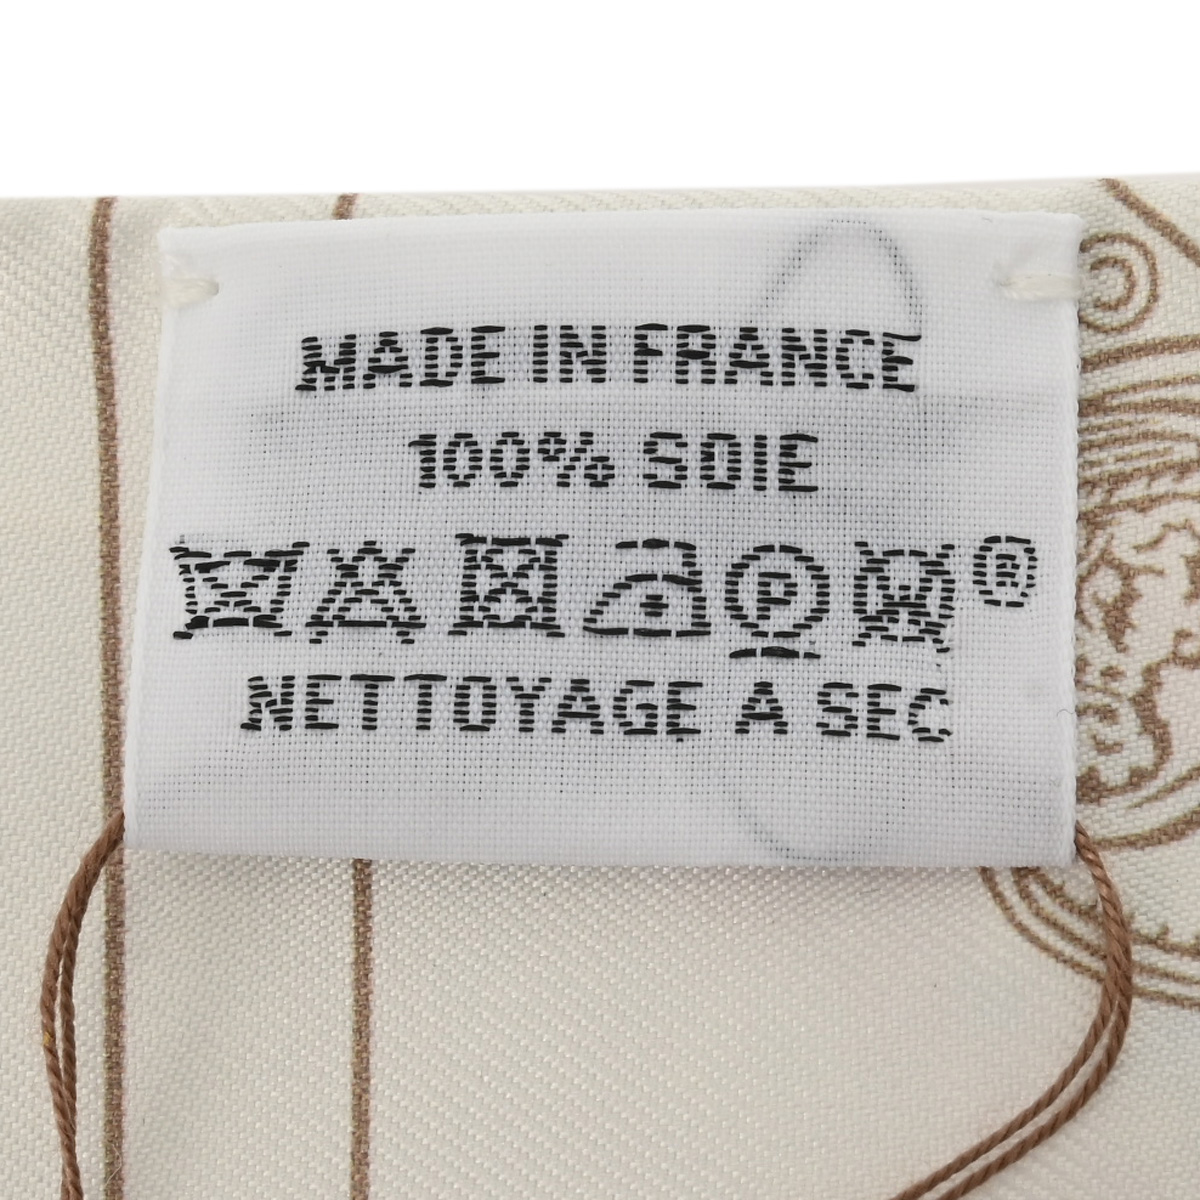 MADE IN FRANCE
100% SOIE
P ®
NETTOYAGE A SEC